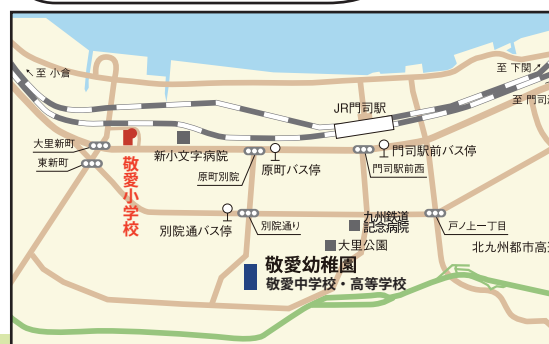 至 小倉
至 下関
至 門司
JR門司駅
大里新町
東新町
新小文字病院
原町別院
原町バス停
門司駅前バス停
門司駅前西
敬愛小学校
別院通バス停
別院通り
九州鉄道
記念病院
大里公園
戸ノ上一丁目
北九州都市高
敬愛幼稚園
敬愛中学校・高等学校